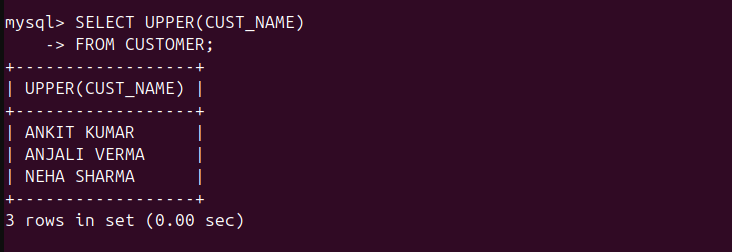 mysql> SELECT UPPER(CUST_NAME)
    -> FROM CUSTOMER;
+------------------+
| UPPER(CUST_NAME) |
+------------------+
| ANKIT KUMAR      |
| ANJALI VERMA     |
| NEHA SHARMA      |
+------------------+
3 rows in set (0.00 sec)